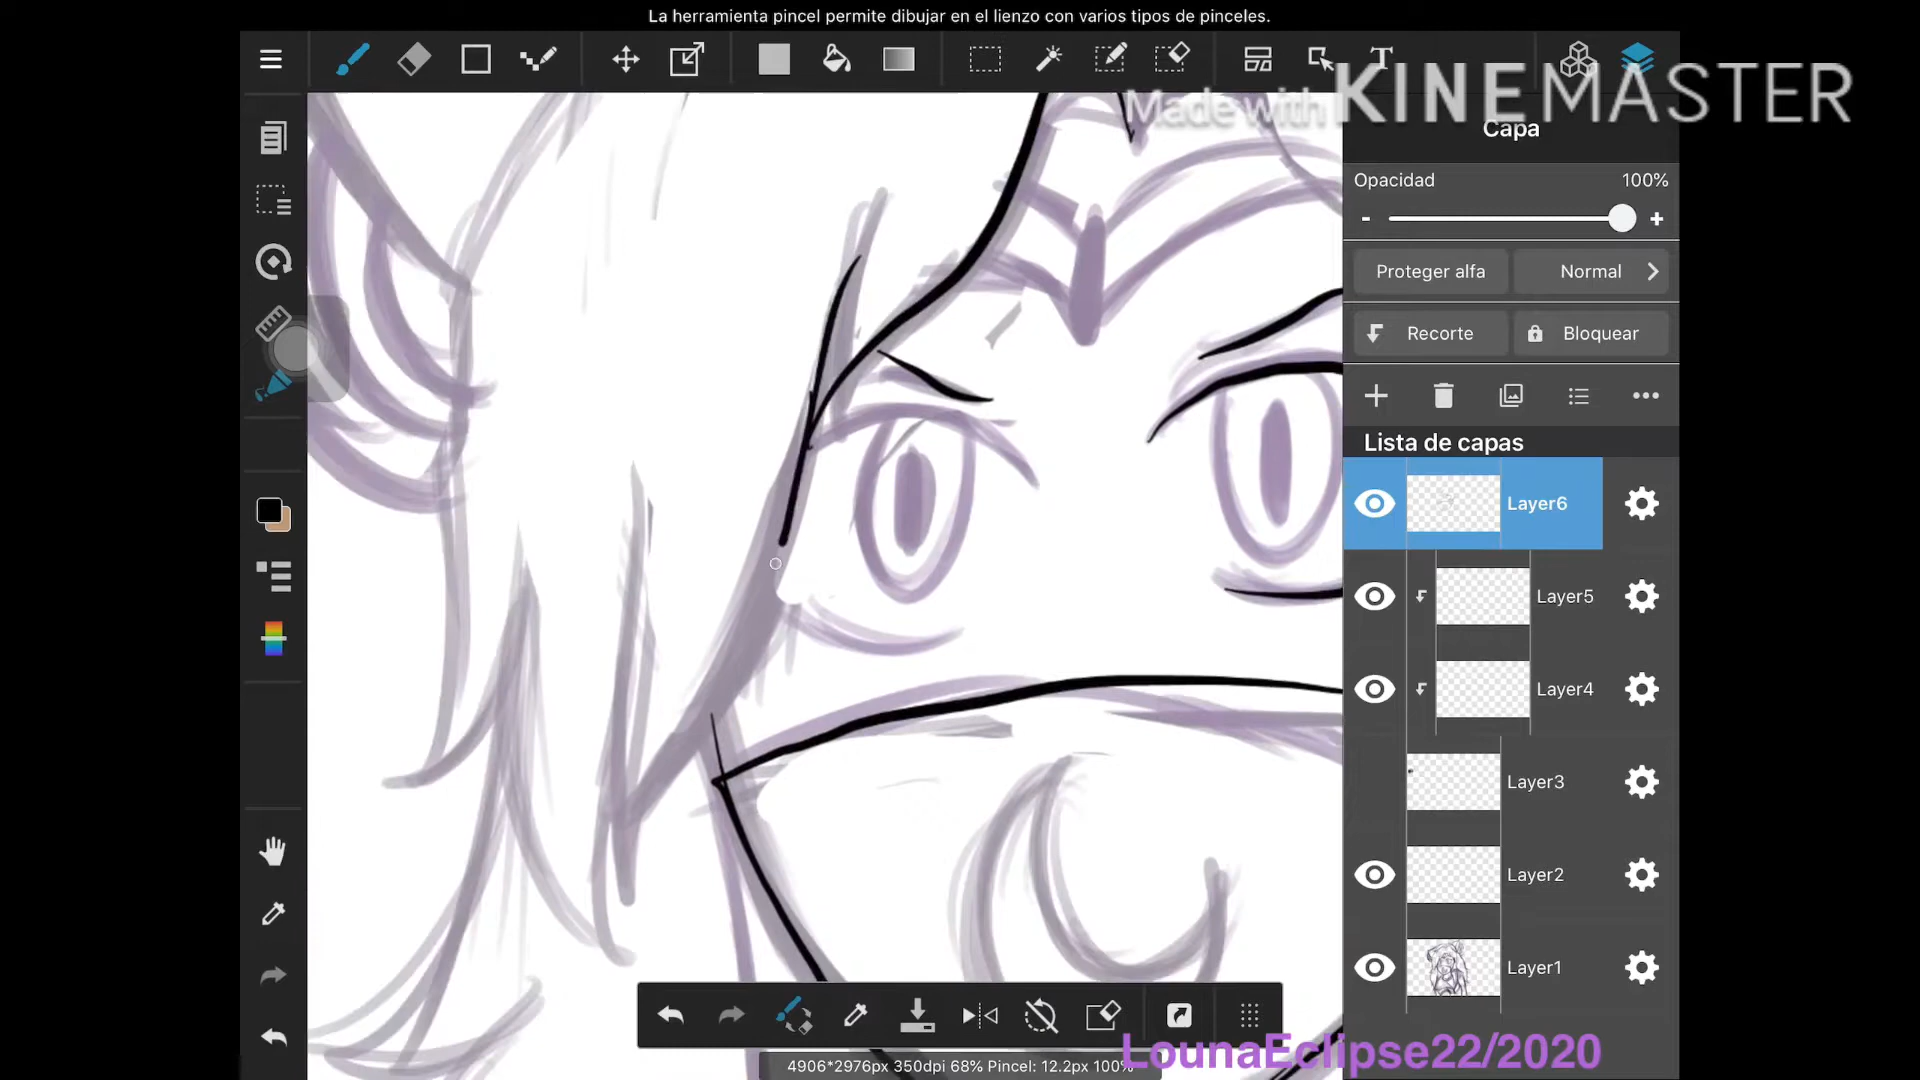 La herramienta pincel permite dibujar en el lienzo con varios tipos de pinceles.
Made with KINEMASTER
Capa
Opacidad 100%
- +
Proteger alfa Normal
Recorte Bloquear
Lista de capas
Layer6
Layer5
Layer4
Layer3
Layer2
Layer1
4906*2976px 350dpi 68% Pincel: 12.2px 100%
LounaEclipse22/2020